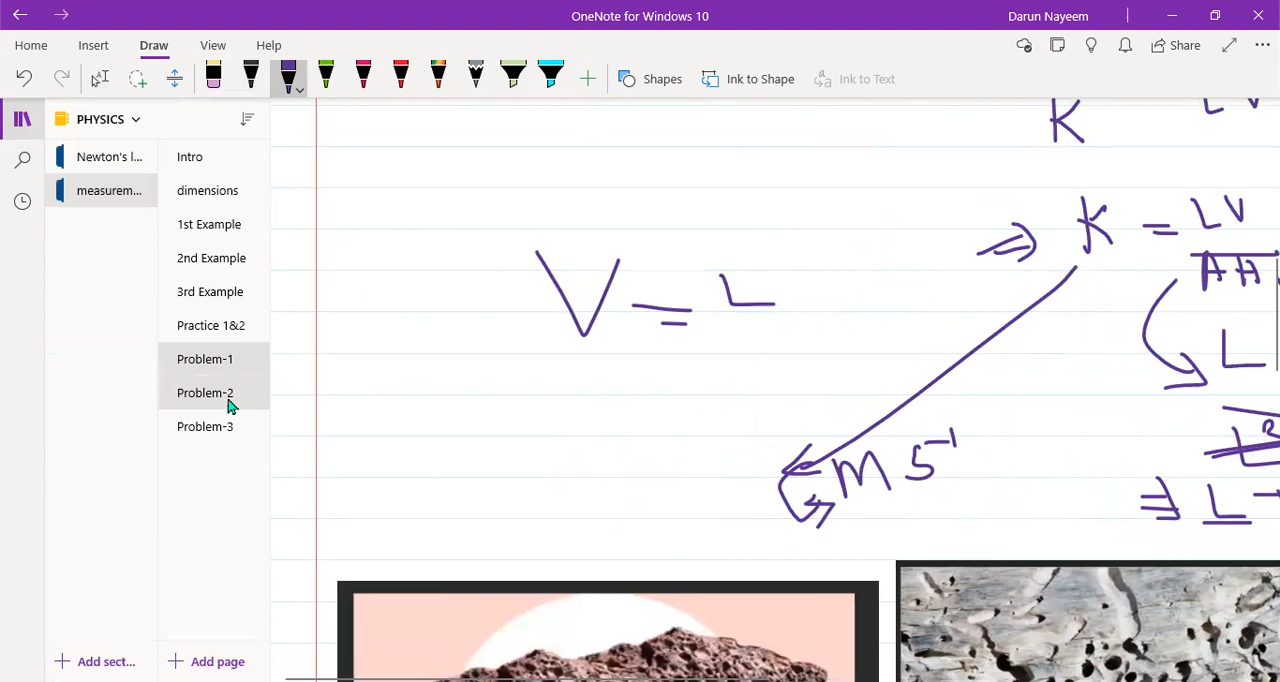 OneNote for Windows 10
Darun Nayeem
Home Insert Draw View Help
Share
Shapes Ink to Shape Ink to Text
PHYSICS
Newton's l...
measurem...
Intro
dimensions
1st Example
2nd Example
3rd Example
Practice 1&2
Problem-1
Problem-2
Problem-3
Add sect...
Add page
K L V
⇒ K = LV
A A
V = L
L
M S⁻¹
⇒ L